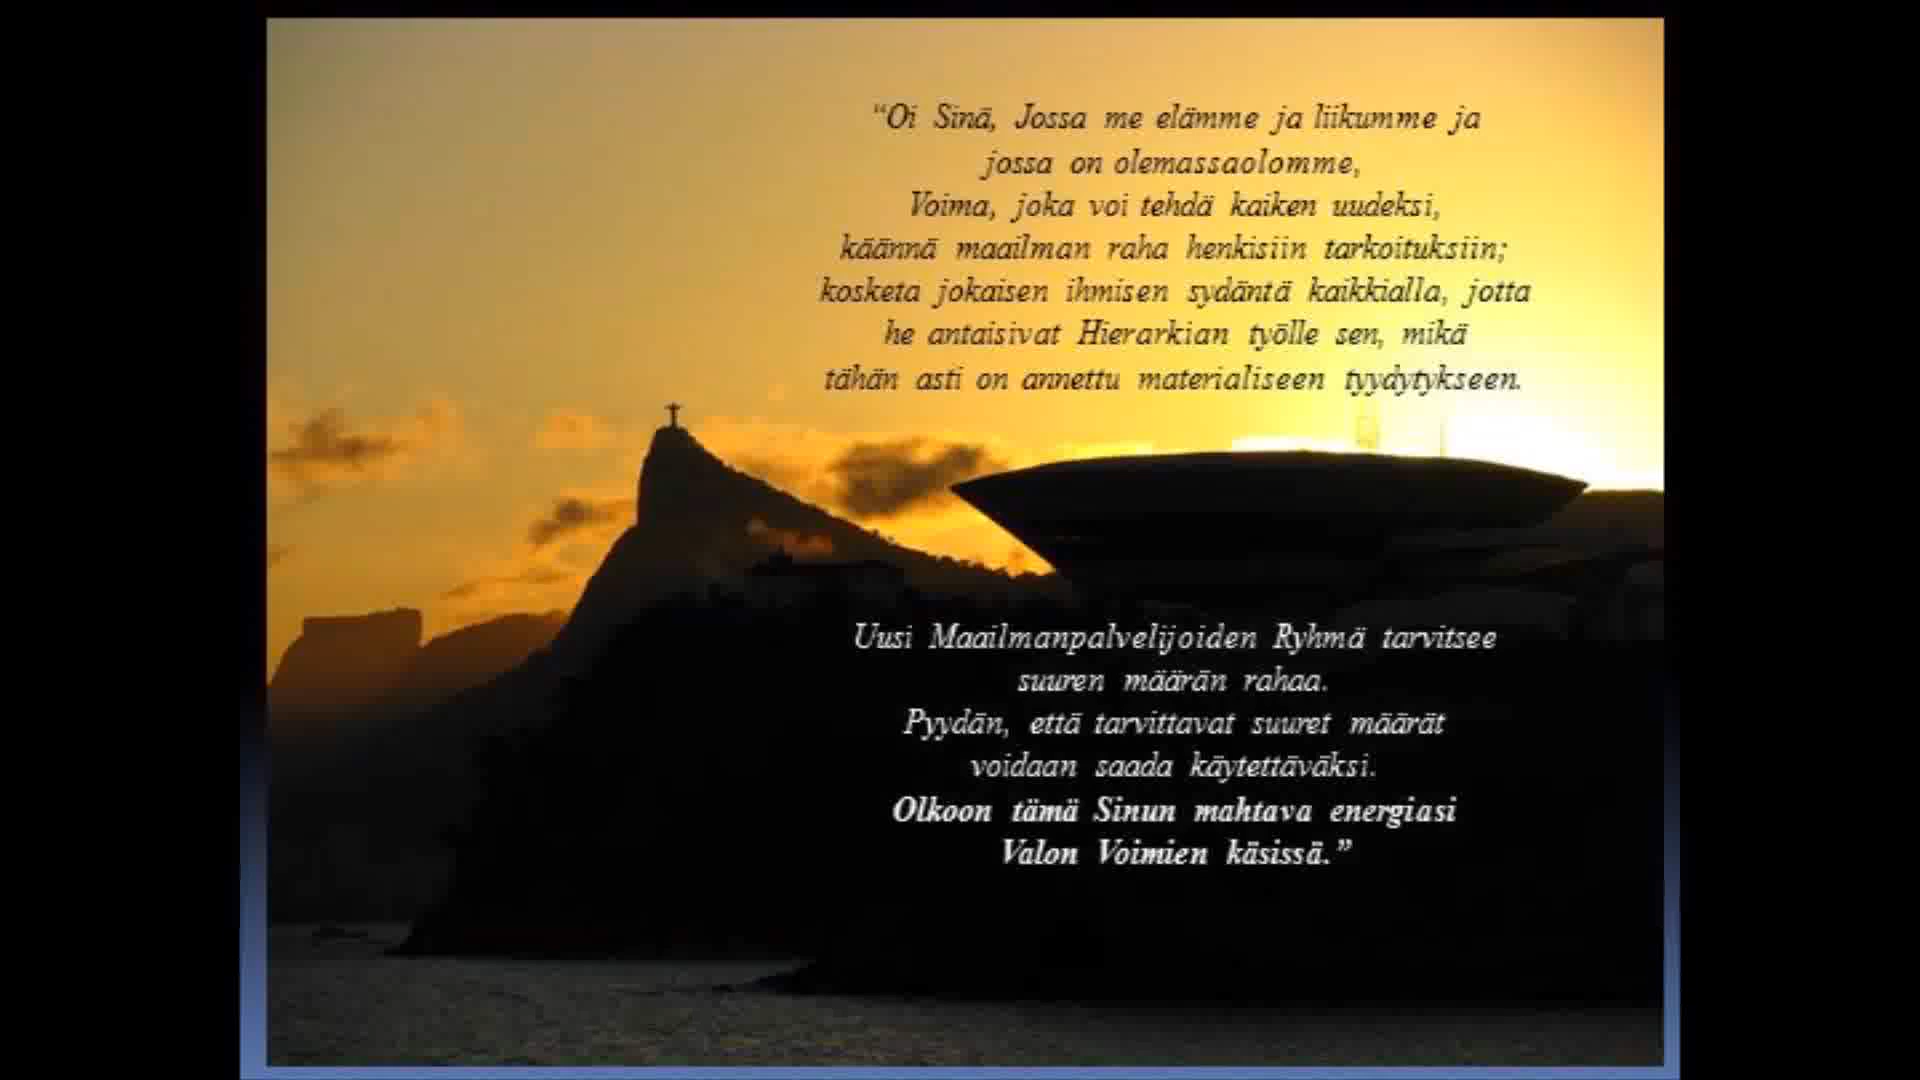 “Oi Sinä, Jossa me elämme ja liikumme ja
jossa on olemassaolomme,
Voima, joka voi tehdä kaiken uudeksi,
käännä maailman raha henkisiin tarkoituksiin;
kosketa jokaisen ihmisen sydäntä kaikkialla, jotta
he antaisivat Hierarkian työlle sen, mikä
tähän asti on annettu materialiseen tyydytykseen.
Uusi Maailmanpalvelijoiden Ryhmä tarvitsee
suuren määrän rahaa.
Pyydän, että tarvittavat suuret määrät
voidaan saada käytettäväksi.
Olkoon tämä Sinun mahtava energiasi
Valon Voimien käsissä.”